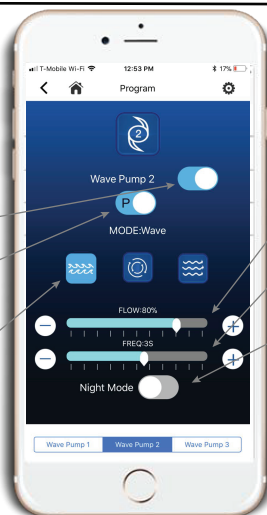 T-Mobile Wi-Fi 12:53 PM 17%
Program
2
Wave Pump 2
P
MODE:Wave
FLOW:80%
FREQ:3S
Night Mode
Wave Pump 1 Wave Pump 2 Wave Pump 3